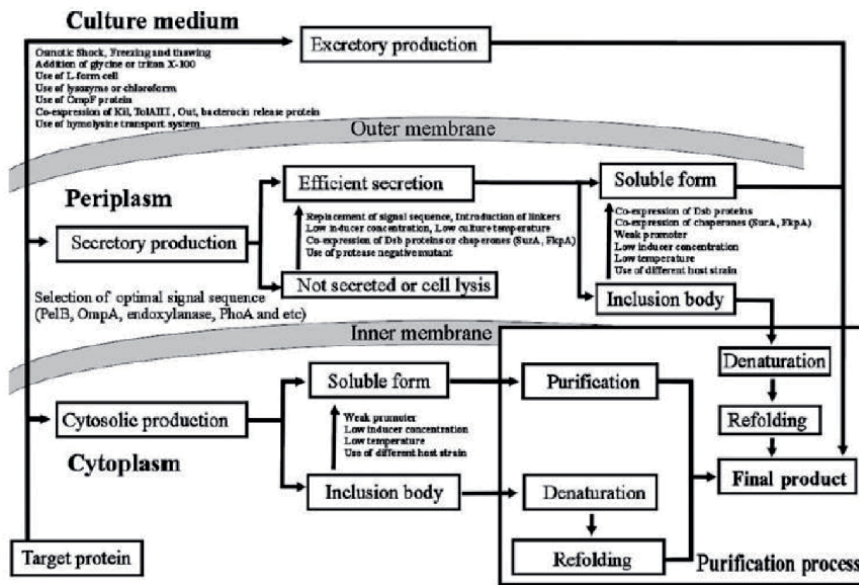 Culture medium
Excretory production
Osmotic Shock, Freezing and thawing
Addition of glycine or triton X-100
Use of L-form cell
Use of lysozyme or chloroform
Use of OmpF protein
Co-expression of Kil, TolAIII, Out, bacterocin release protein
Use of hymolysine transport system
Outer membrane
Periplasm
Efficient secretion
Soluble form
Replacement of signal sequence, Introduction of linkers
Low inducer concentration, Low culture temperature
Co-expression of Dsb proteins or chaperones (SurA, FkpA)
Use of protease negative mutant
Co-expression of Dsb proteins
Co-expression of chaperones (SurA, FkpA)
Weak promoter
Low inducer concentration
Low temperature
Use of different host strain
Secretory production
Not secreted or cell lysis
Inclusion body
Selection of optimal signal sequence
(PelB, OmpA, endoxylanase, PhoA and etc)
Inner membrane
Denaturation
Refolding
Soluble form
Purification
Cytosolic production
Weak promoter
Low inducer concentration
Low temperature
Use of different host strain
Cytoplasm
Inclusion body
Denaturation
Final product
Refolding
Target protein
Purification process